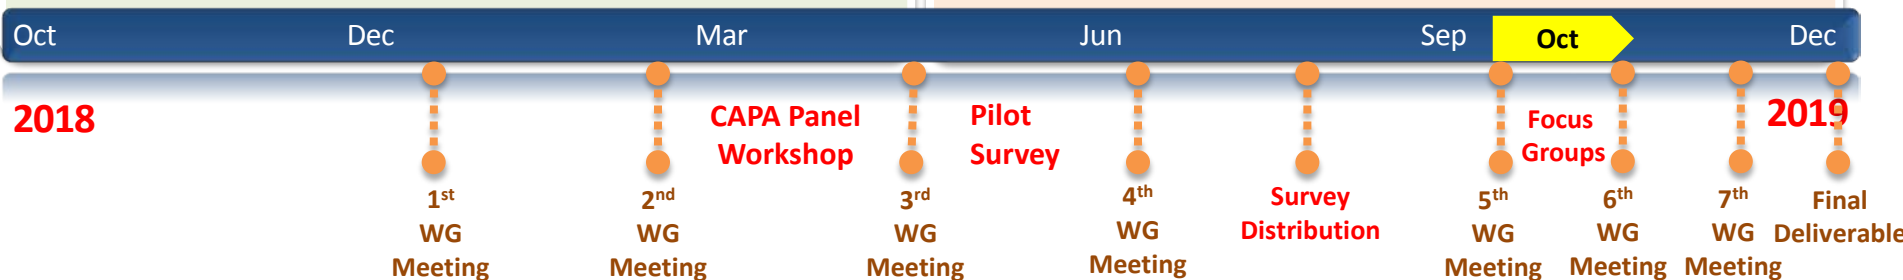 Oct Dec Mar Jun Sep Oct Dec
2018
CAPA Panel
Workshop
Pilot
Survey
Focus
Groups
2019
1st
WG
Meeting
2nd
WG
Meeting
3rd
WG
Meeting
4th
WG
Meeting
Survey
Distribution
5th
WG
Meeting
6th
WG
Meeting
7th
WG
Meeting
Final
Deliverable